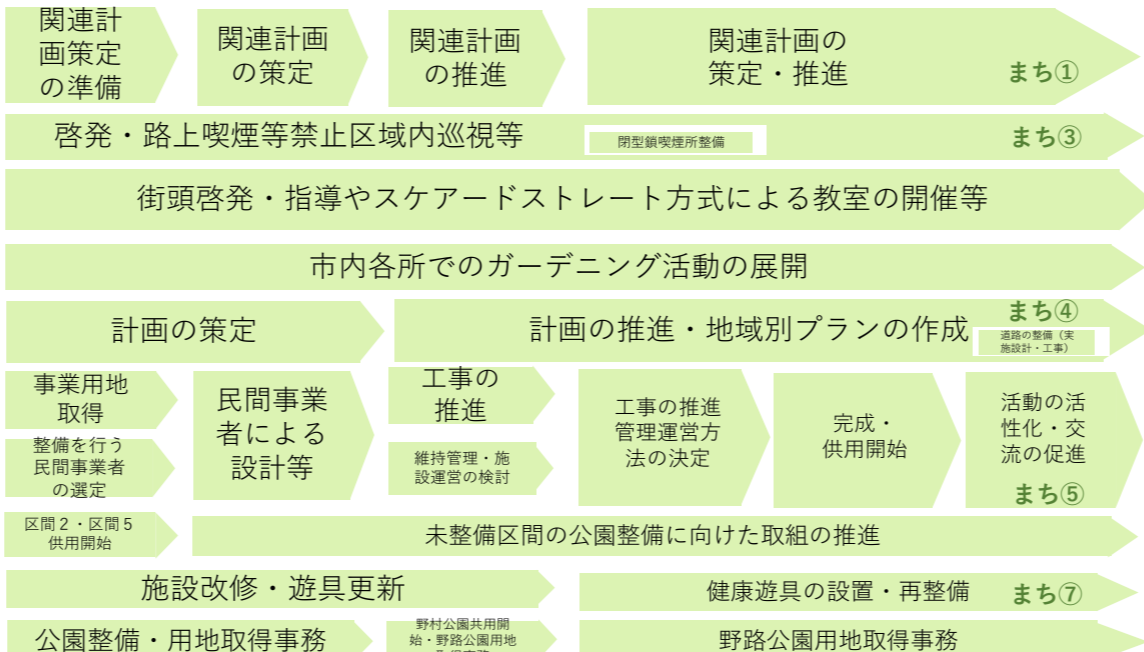 関連計
画策定
の準備
関連計画
の策定
関連計画
の推進
関連計画の
策定・推進
まち①
啓発・路上喫煙等禁止区域内巡視等
閉型鎖喫煙所整備
まち③
街頭啓発・指導やスケアードストレート方式による教室の開催等
市内各所でのガーデニング活動の展開
計画の策定
計画の推進・地域別プランの作成
まち④
道路の整備（実
施設計・工事）
事業用地
取得
整備を行う
民間事業者
の選定
民間事業
者による
設計等
工事の
推進
維持管理・施
設運営の検討
工事の推進
管理運営方
法の決定
完成・
供用開始
活動の活
性化・交
流の促進
まち⑤
区間２・区間５
供用開始
未整備区間の公園整備に向けた取組の推進
施設改修・遊具更新
健康遊具の設置・再整備
まち⑦
公園整備・用地取得事務
野村公園共用開
始・野路公園用地
野路公園用地取得事務